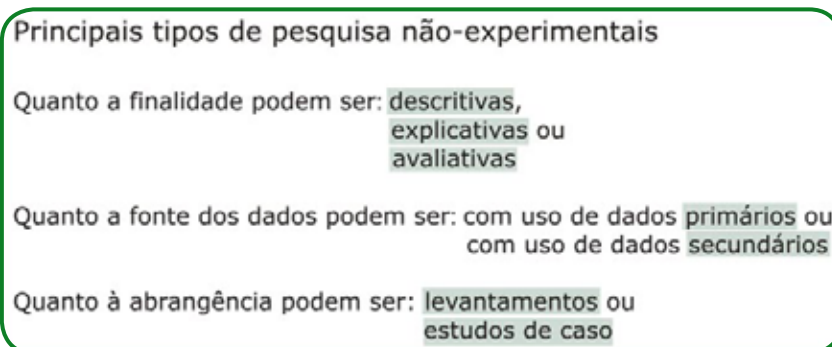 Principais tipos de pesquisa não-experimentais
Quanto a finalidade podem ser: descritivas,
explicativas ou
avaliativas
Quanto a fonte dos dados podem ser: com uso de dados primários ou
com uso de dados secundários
Quanto à abrangência podem ser: levantamentos ou
estudos de caso